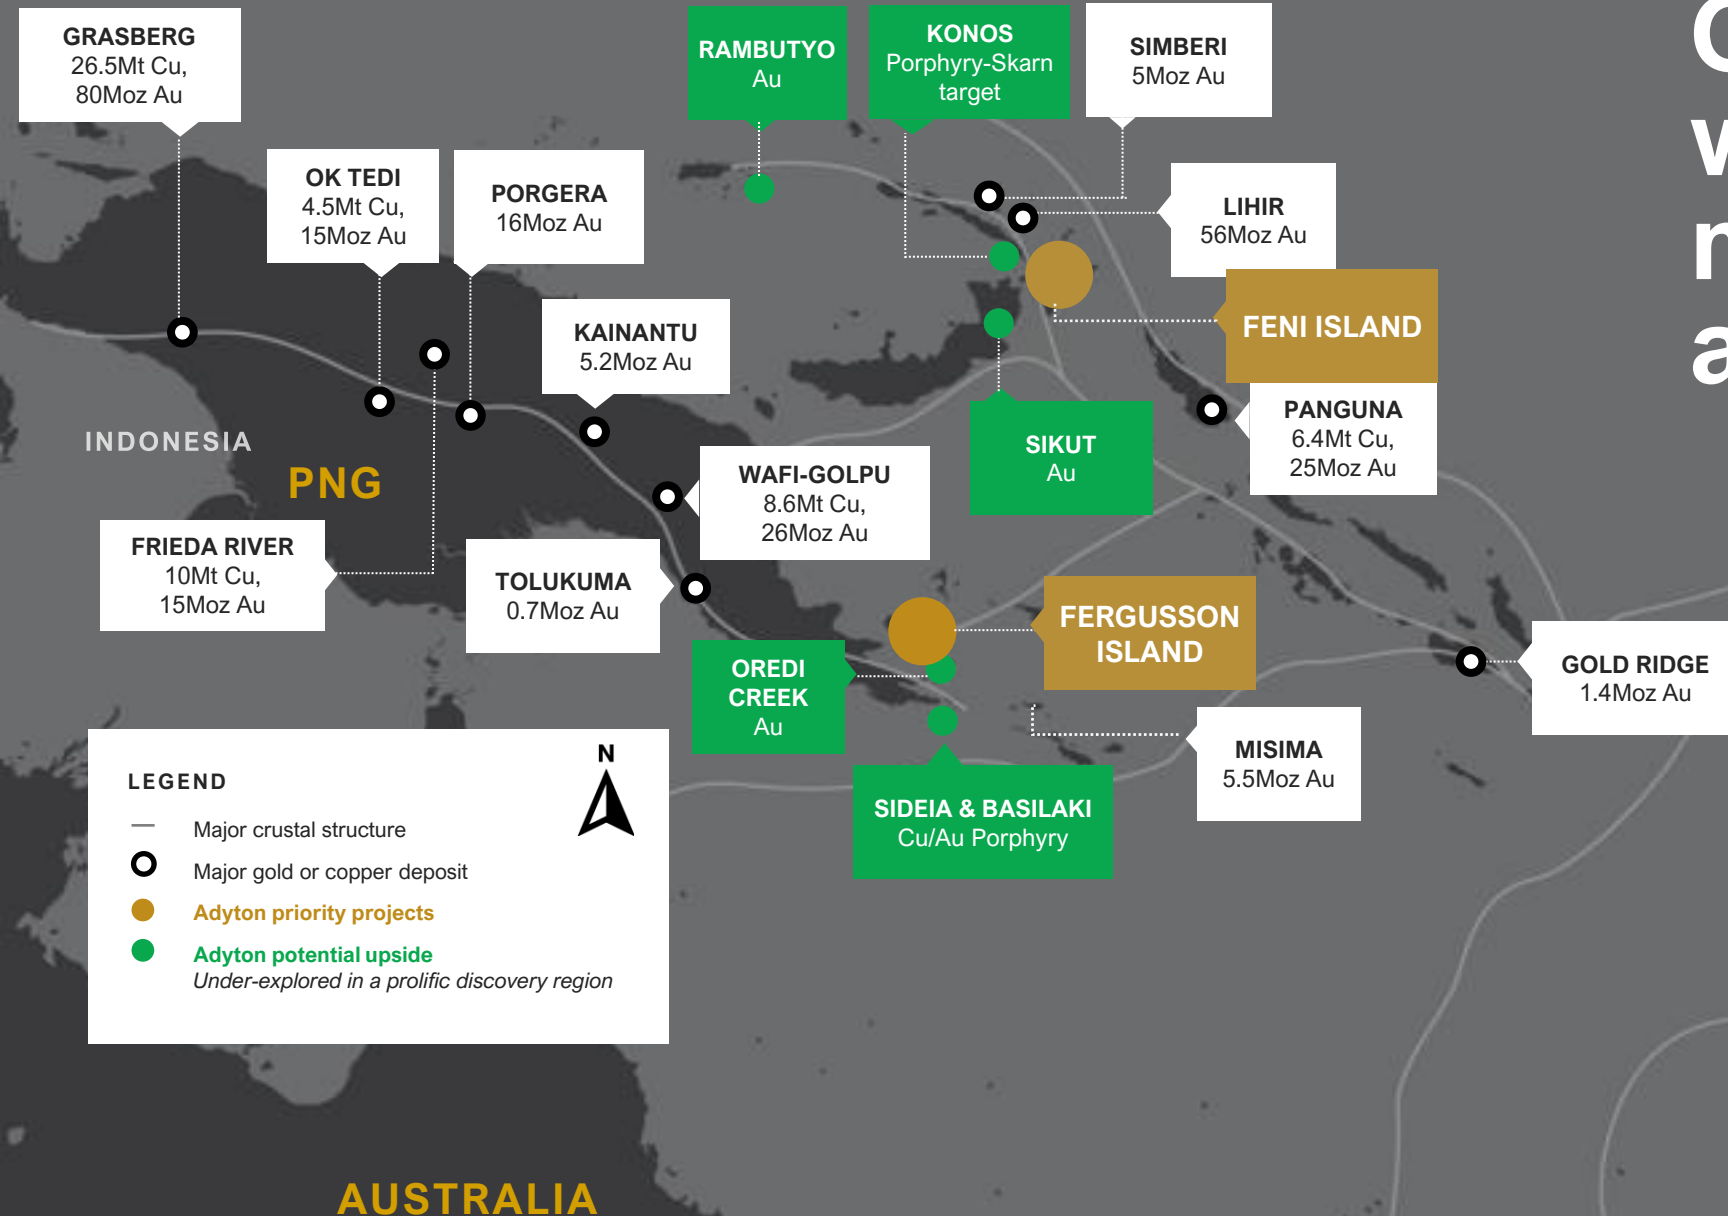 GRASBERG
26.5Mt Cu,
80Moz Au
RAMBUTYO
Au
KONOS
Porphyry-Skarn
target
SIMBERI
5Moz Au
OK TEDI
4.5Mt Cu,
15Moz Au
PORGERA
16Moz Au
LIHIR
56Moz Au
FENI ISLAND
KAINANTU
5.2Moz Au
PANGUNA
6.4Mt Cu,
25Moz Au
INDONESIA
PNG
SIKUT
Au
WAFI-GOLPU
8.6Mt Cu,
26Moz Au
FRIEDA RIVER
10Mt Cu,
15Moz Au
TOLUKUMA
0.7Moz Au
FERGUSSON
ISLAND
OREDI
CREEK
Au
GOLD RIDGE
1.4Moz Au
MISIMA
5.5Moz Au
SIDEIA & BASILAKI
Cu/Au Porphyry
N
LEGEND
Major crustal structure
Major gold or copper deposit
Adyton priority projects
Adyton potential upside
Under-explored in a prolific discovery region
AUSTRALIA